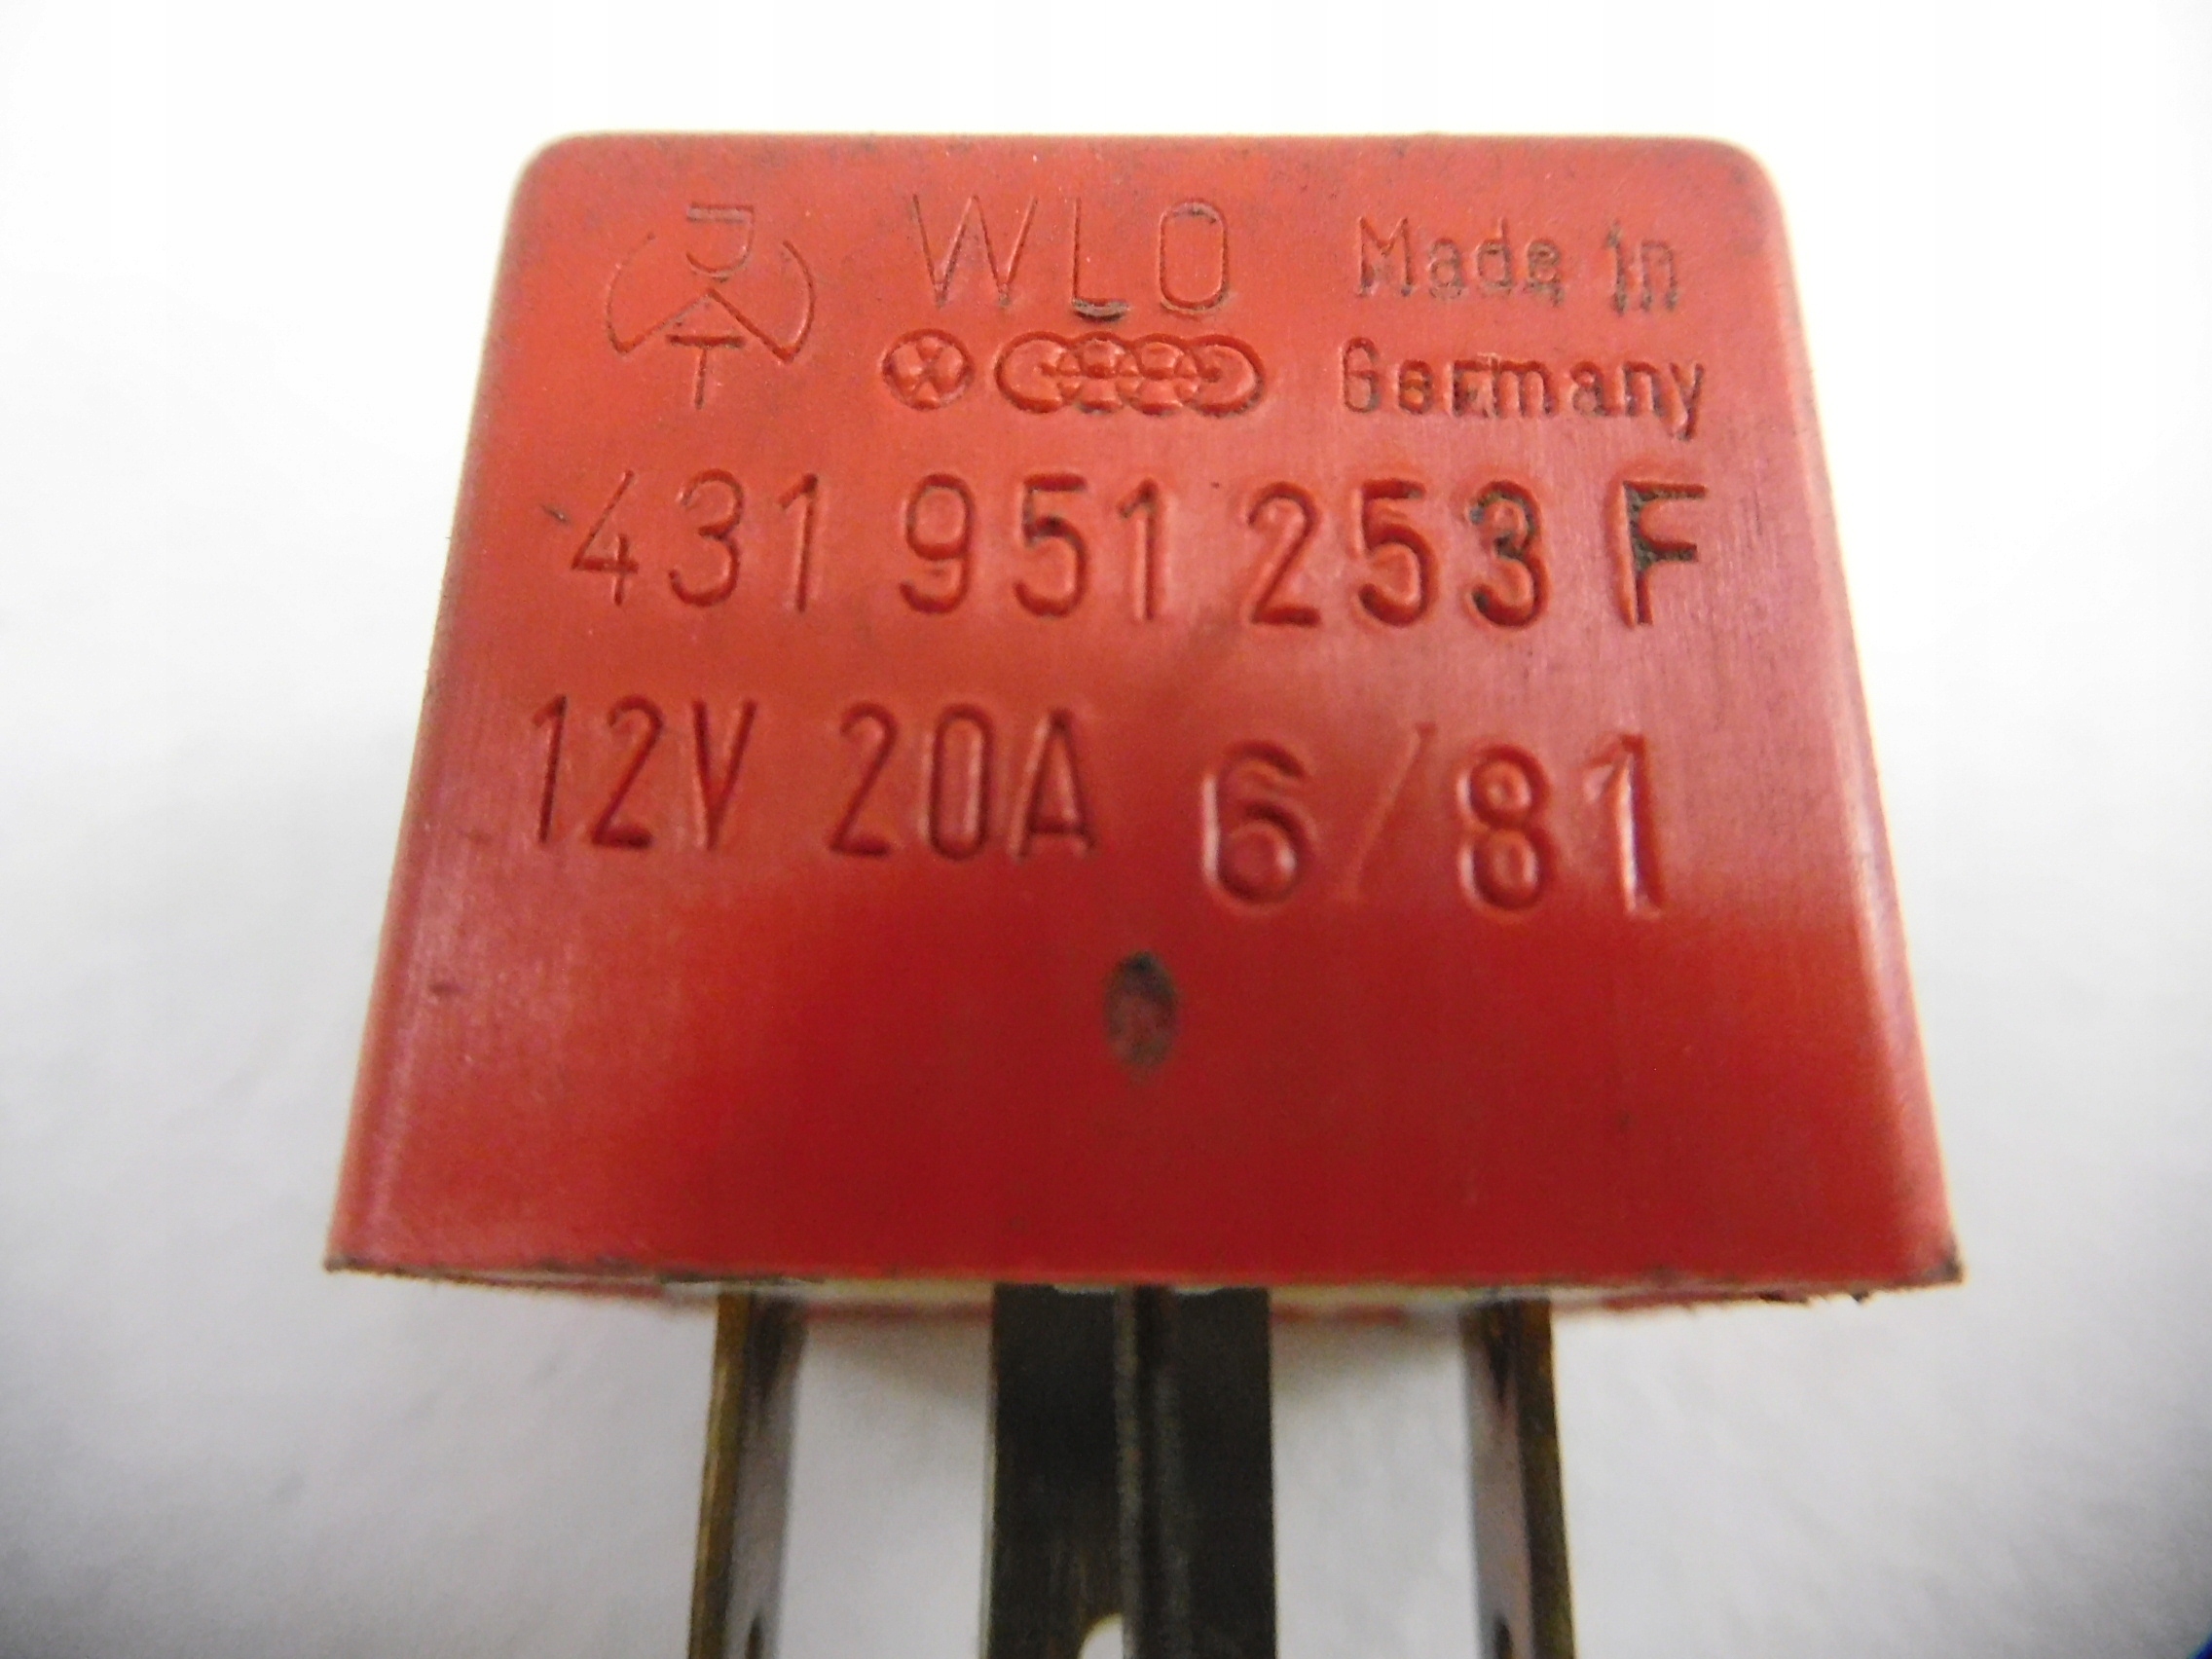 J
T
WLO
Made in
Germany
431 951 253 F
12V 20A 6/81